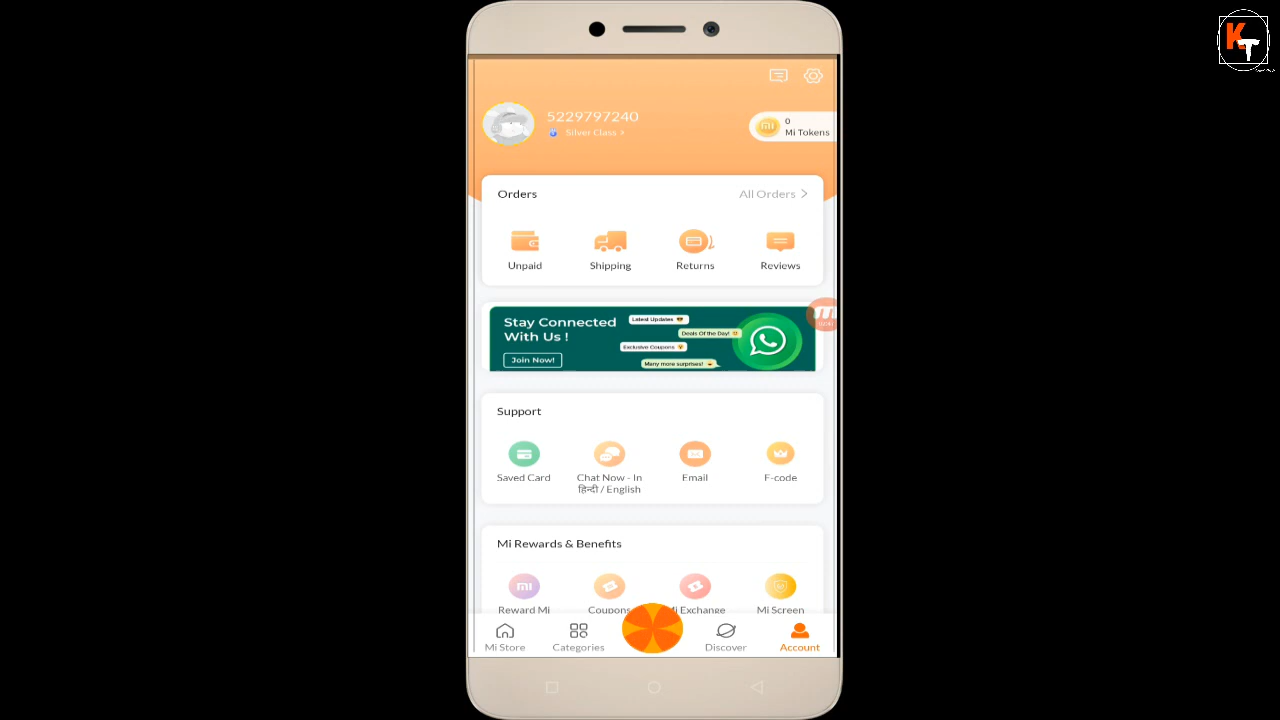 KT
5229797240
Silver Class >
0
Mi Tokens
Orders
All Orders >
Unpaid
Shipping
Returns
Reviews
Stay Connected
With Us !
Join Now!
Latest Updates
Deals Of the Day!
Exclusive Coupons
Many more surprises!
Support
Saved Card
Chat Now - In
हिन्दी / English
Email
F-code
Mi Rewards & Benefits
Reward Mi
Coupons
Mi Exchange
Mi Screen
Mi Store
Categories
Discover
Account